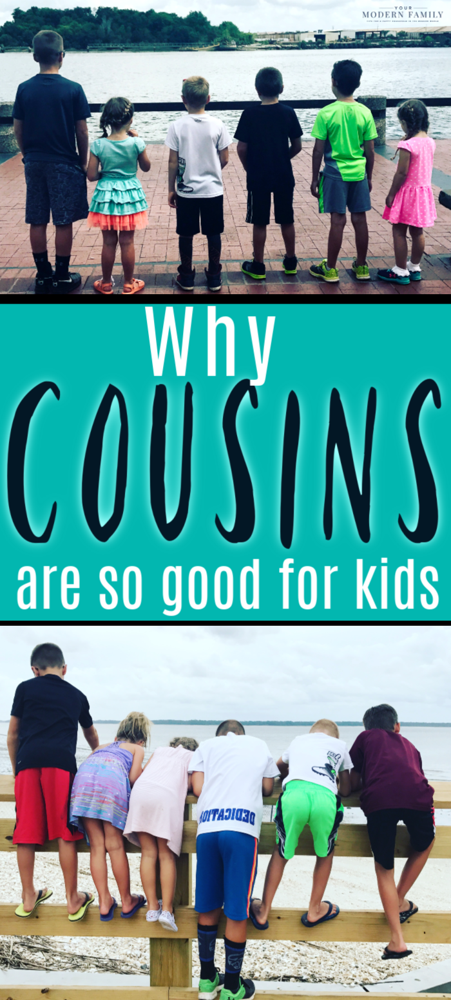 YOUR
MODERN FAMILY
Why
COUSINS
are so good for kids
DEDICATION